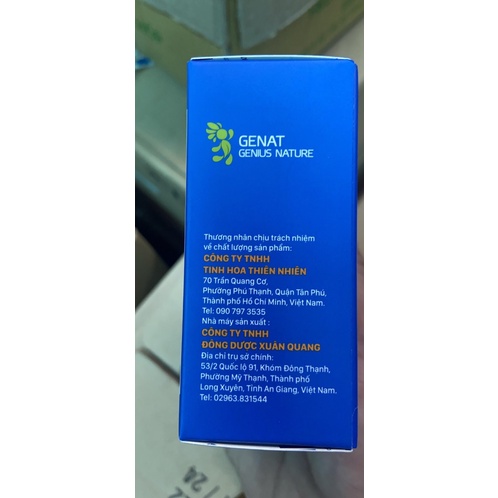 GENAT
GENIUS NATURE
Thương nhân chịu trách nhiệm
về chất lượng sản phẩm:
CÔNG TY TNHH
TINH HOA THIÊN NHIÊN
70 Trần Quang Cơ,
Phường Phú Thạnh, Quận Tân Phú,
Thành phố Hồ Chí Minh, Việt Nam.
Tel: 090 797 3535
Nhà máy sản xuất :
CÔNG TY TNHH
ĐÔNG DƯỢC XUÂN QUANG
Địa chỉ trụ sở chính:
53/2 Quốc lộ 91, Khóm Đông Thạnh,
Phường Mỹ Thạnh, Thành phố
Long Xuyên, Tỉnh An Giang, Việt Nam.
Tel: 02963.831544